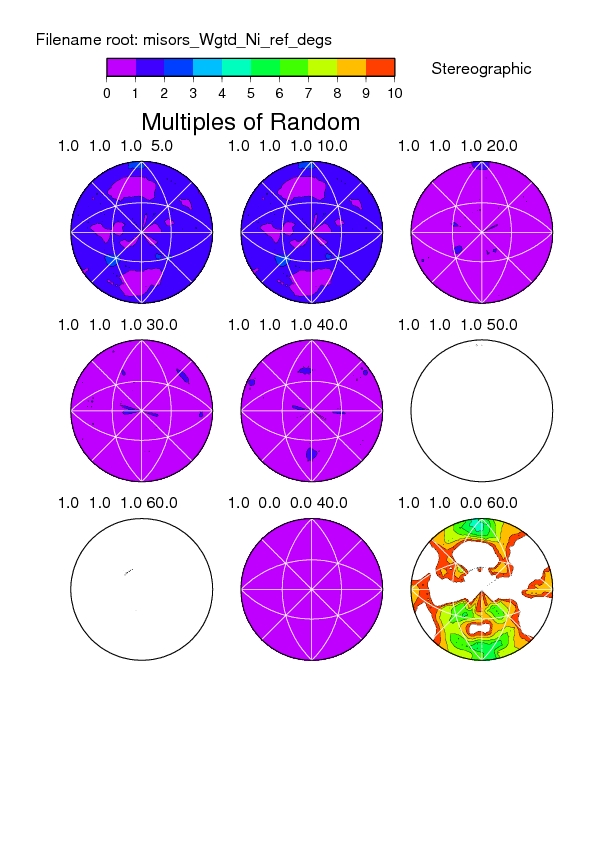 Filename root: misors_Wgtd_Ni_ref_degs
Stereographic
0 1 2 3 4 5 6 7 8 9 10
Multiples of Random
1.0 1.0 1.0 5.0 1.0 1.0 1.0 10.0 1.0 1.0 1.0 20.0
1.0 1.0 1.0 30.0 1.0 1.0 1.0 40.0 1.0 1.0 1.0 50.0
1.0 1.0 1.0 60.0 1.0 0.0 0.0 40.0 1.0 1.0 0.0 60.0